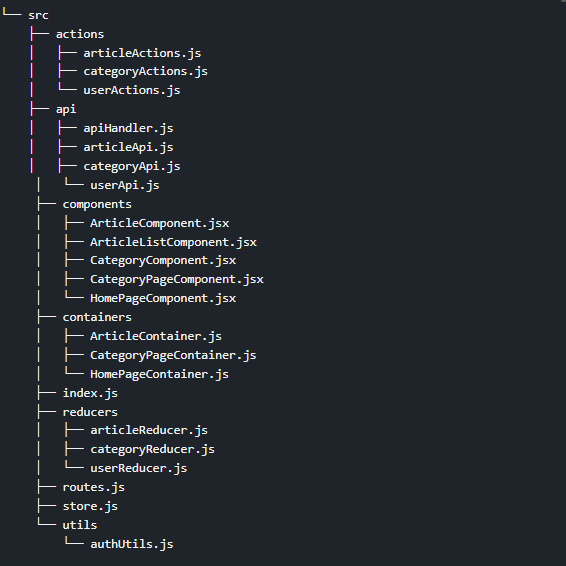 └── src
    ├── actions
    │   ├── articleActions.js
    │   ├── categoryActions.js
    │   └── userActions.js
    ├── api
    │   ├── apiHandler.js
    │   ├── articleApi.js
    │   ├── categoryApi.js
     │   └── userApi.js
     ├── components
     │   ├── ArticleComponent.jsx
     │   ├── ArticleListComponent.jsx
     │   ├── CategoryComponent.jsx
     │   ├── CategoryPageComponent.jsx
     │   └── HomePageComponent.jsx
     ├── containers
     │   ├── ArticleContainer.js
     │   ├── CategoryPageContainer.js
     │   └── HomePageContainer.js
     ├── index.js
     ├── reducers
     │   ├── articleReducer.js
     │   ├── categoryReducer.js
     │   └── userReducer.js
     ├── routes.js
     ├── store.js
     └── utils
         └── authUtils.js